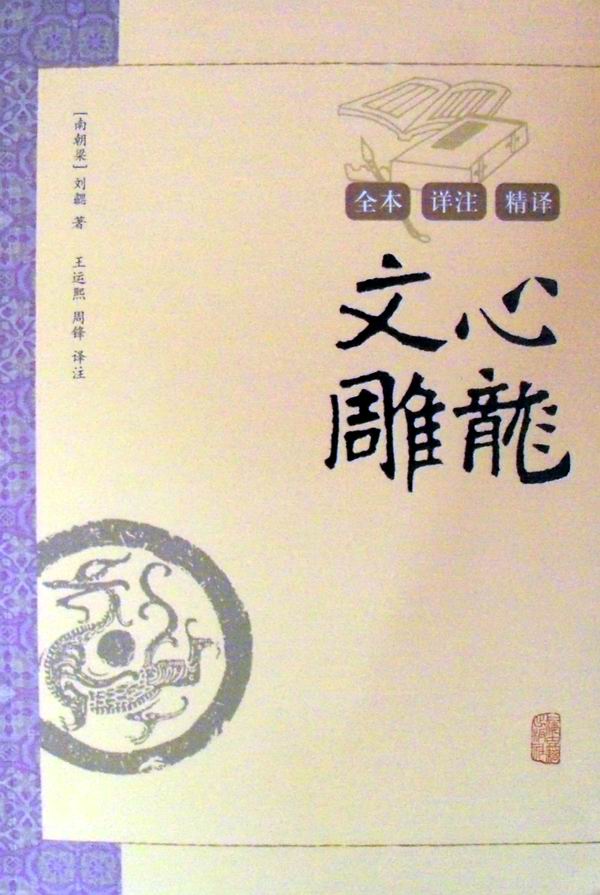 全本 详注 精译
文心
雕龍
[南朝梁]刘勰 著
王运熙 周锋 译注